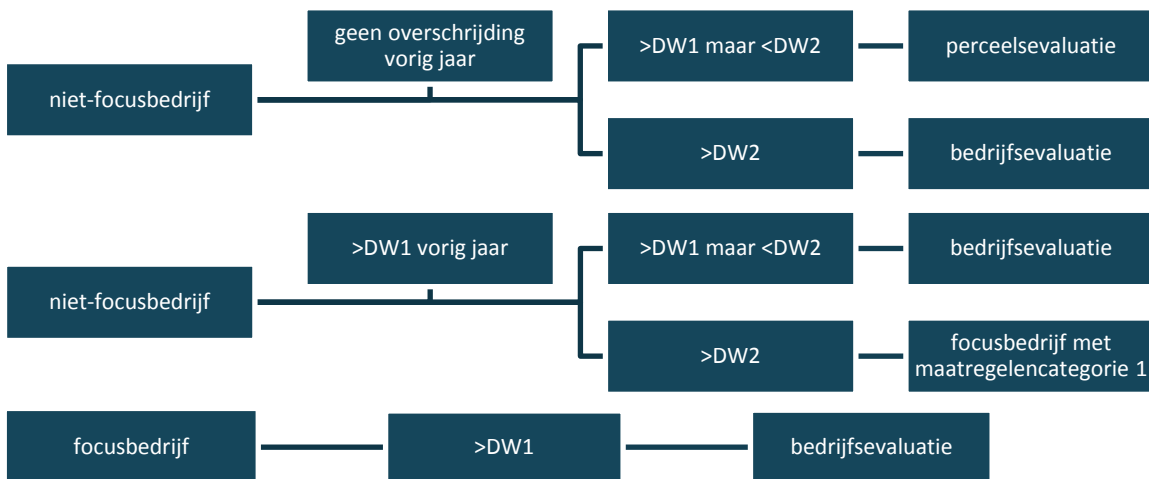 geen overschrijding
vorig jaar
>DW1 maar <DW2
perceelsevaluatie
niet-focusbedrijf
>DW2
bedrijfsevaluatie
>DW1 vorig jaar
>DW1 maar <DW2
bedrijfsevaluatie
niet-focusbedrijf
>DW2
focusbedrijf met
maatregelencategorie 1
focusbedrijf
>DW1
bedrijfsevaluatie